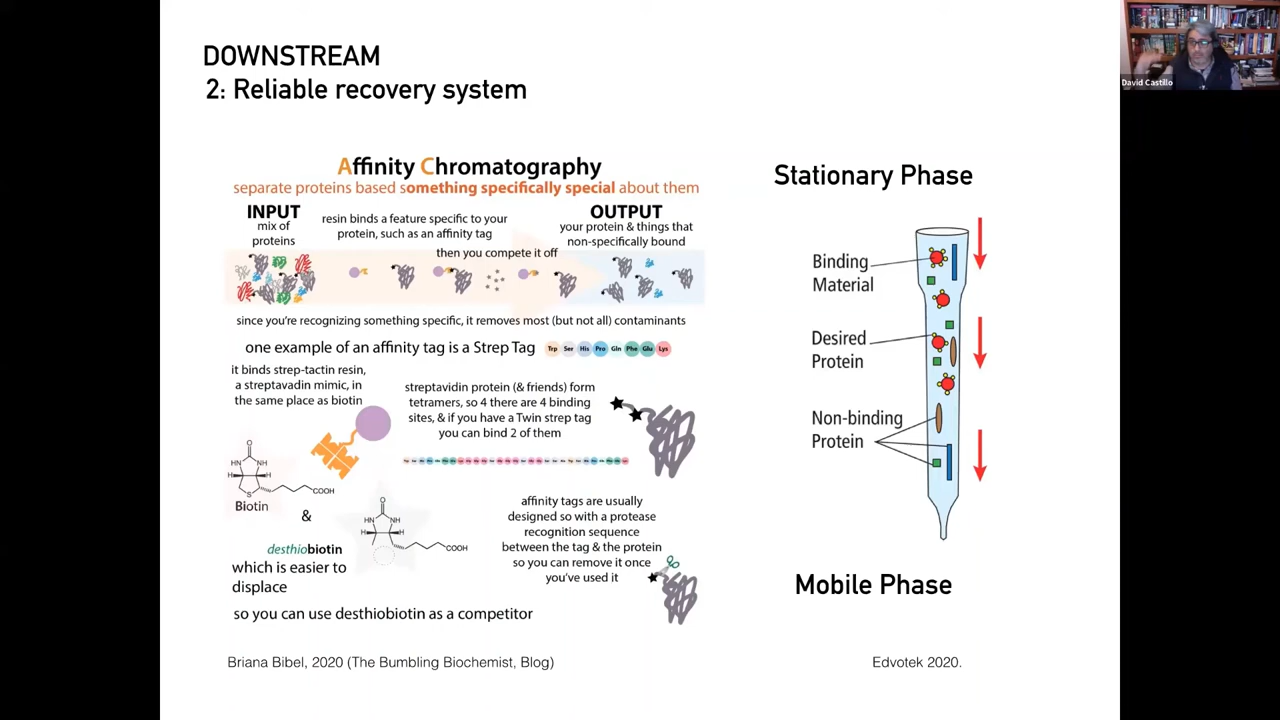 DOWNSTREAM
2: Reliable recovery system
Affinity Chromatography
separate proteins based something specifically special about them
INPUT
mix of
proteins
resin binds a feature specific to your
protein, such as an affinity tag
then you compete it off
OUTPUT
your protein & things that
non-specifically bound
since you're recognizing something specific, it removes most (but not all) contaminants
one example of an affinity tag is a Strep Tag
Trp Ser His Pro Gln Phe Glu Lys
it binds strep-tactin resin,
a streptavadin mimic, in
the same place as biotin
streptavidin protein (& friends) form
tetramers, so 4 there are 4 binding
sites, & if you have a Twin strep tag
you can bind 2 of them
O
HN NH
H H
S
COOH
Biotin
&
O
HN NH
H H
COOH
desthiobiotin
which is easier to
displace
affinity tags are usually
designed so with a protease
recognition sequence
between the tag & the protein
so you can remove it once
you've used it
so you can use desthiobiotin as a competitor
Briana Bibel, 2020 (The Bumbling Biochemist, Blog)
Stationary Phase
Binding
Material
Desired
Protein
Non-binding
Protein
Mobile Phase
Edvotek 2020.
David Castillo